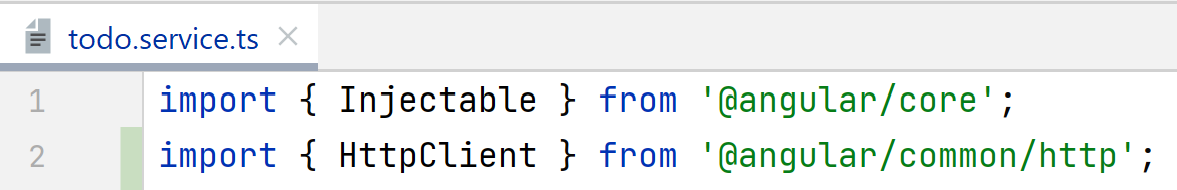 todo.service.ts
1 import { Injectable } from '@angular/core';
2 import { HttpClient } from '@angular/common/http';